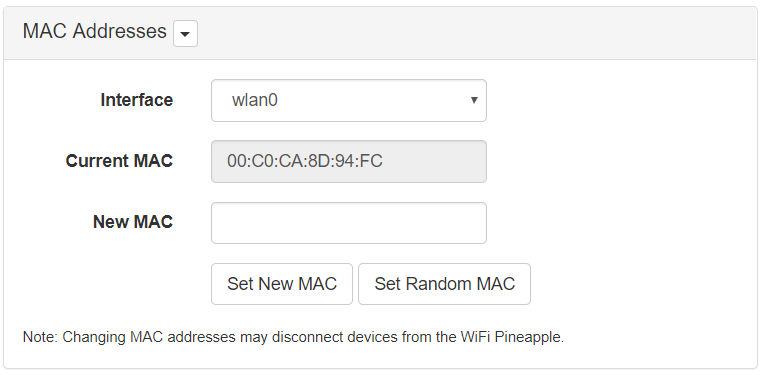 MAC Addresses
Interface wlan0
Current MAC 00:C0:CA:8D:94:FC
New MAC
Set New MAC Set Random MAC
Note: Changing MAC addresses may disconnect devices from the WiFi Pineapple.